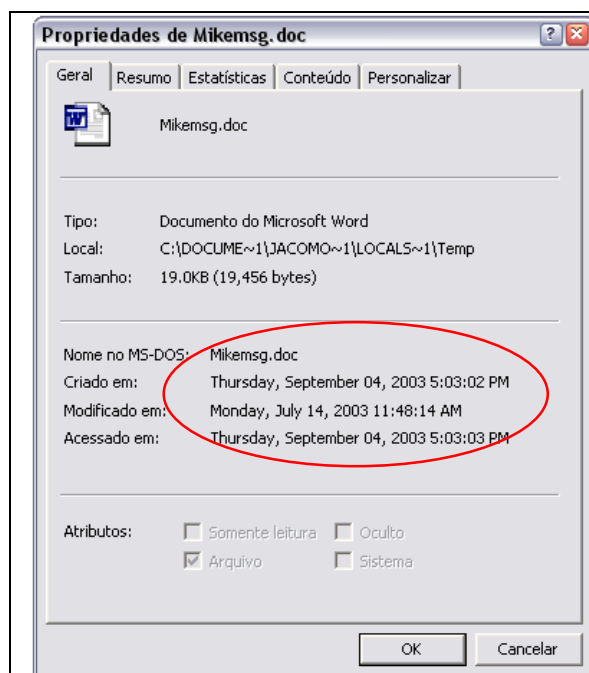 Propriedades de Mikemsg.doc
Geral Resumo Estatísticas Conteúdo Personalizar
Mikemsg.doc
Tipo: Documento do Microsoft Word
Local: C:\DOCUME~1\JACOMO~1\LOCALS~1\Temp
Tamanho: 19.0KB (19,456 bytes)
Nome no MS-DOS: Mikemsg.doc
Criado em: Thursday, September 04, 2003 5:03:02 PM
Modificado em: Monday, July 14, 2003 11:48:14 AM
Acessado em: Thursday, September 04, 2003 5:03:03 PM
Atributos: Somente leitura Oculto
Arquivo Sistema
OK Cancelar